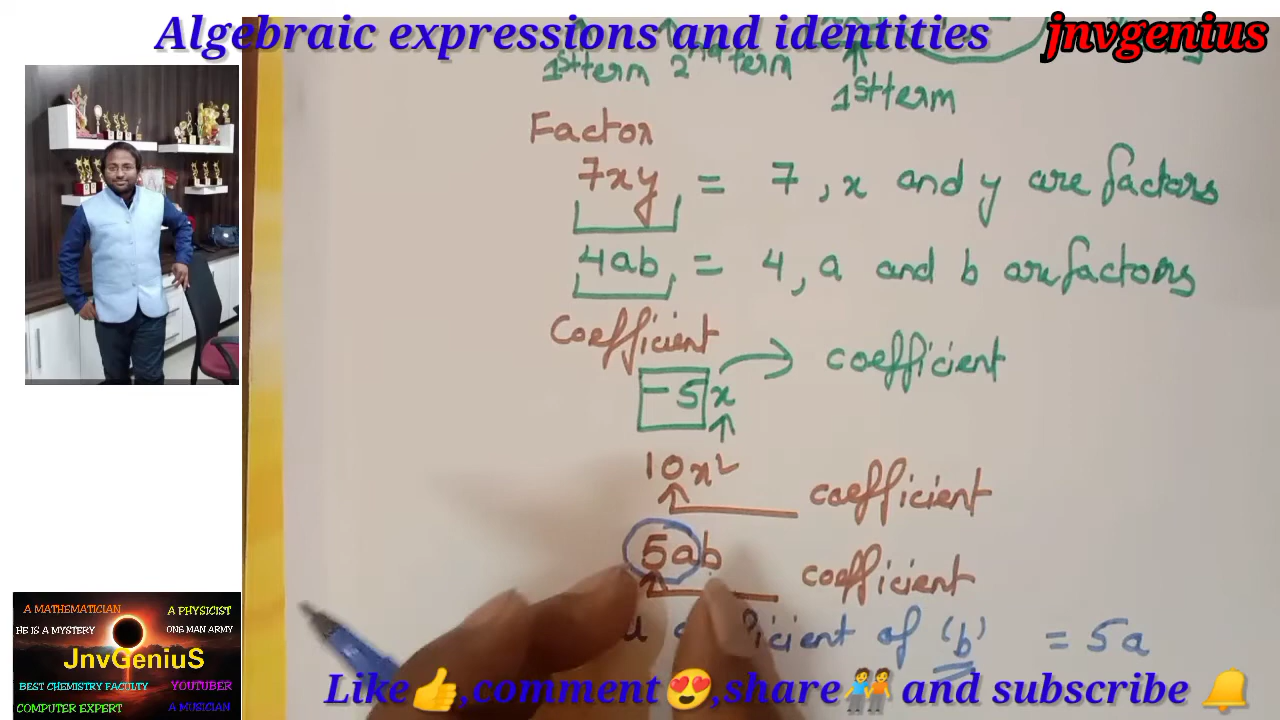 Algebraic expressions and identities jnvgenius
1st term 2nd term
1st term
Factor
7xy = 7, x and y are factors
4ab = 4, a and b are factors
Coefficient
-5x → coefficient
10x² coefficient
5ab coefficient
of 'b' = 5a
A MATHEMATICIAN A PHYSICIST
HE IS A MYSTERY ONE MAN ARMY
JnvGeniuS
BEST CHEMISTRY FACULTY YOUTUBER
COMPUTER EXPERT A MUSICIAN
Like👍,comment😍,share🧑‍🤝‍🧑 and subscribe 🔔